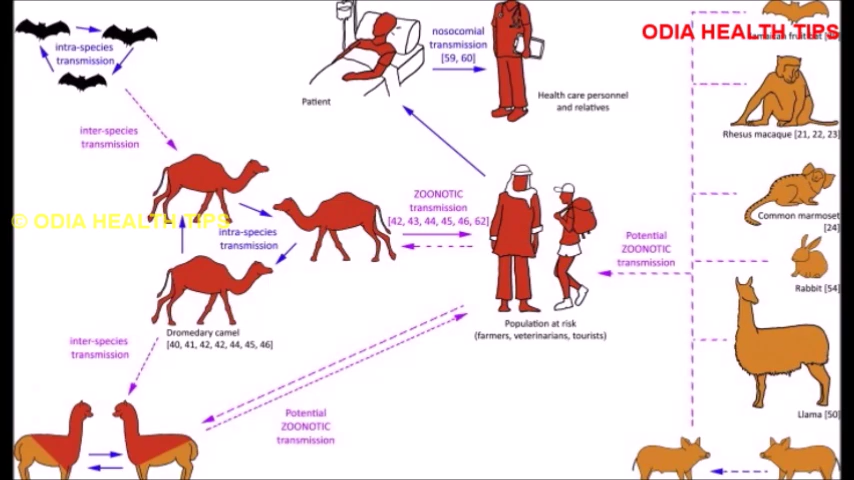 ODIA HEALTH TIPS
intra-species
transmission
nosocomial
transmission
[59, 60]
Patient
Health care personnel
and relatives
inter-species
transmission
Rhesus macaque [21, 22, 23]
ZOONOTIC
transmission
[42, 43, 44, 45, 46, 62]
© ODIA HEALTH TIPS
intra-species
transmission
Common marmoset
[24]
Potential
ZOONOTIC
transmission
Rabbit [54]
Population at risk
(farmers, veterinarians, tourists)
Dromedary camel
[40, 41, 42, 42, 44, 45, 46]
inter-species
transmission
Potential
ZOONOTIC
transmission
Llama [50]